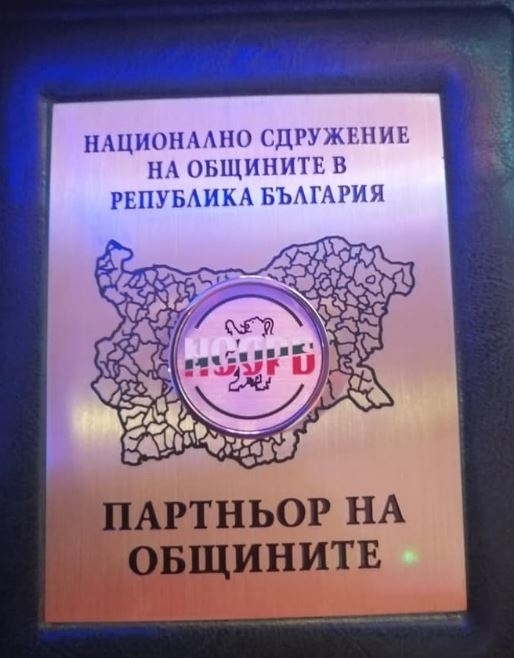 НАЦИОНАЛНО СДРУЖЕНИЕ
НА ОБЩИНИТЕ В
РЕПУБЛИКА БЪЛГАРИЯ
НСОРБ
ПАРТНЬОР НА
ОБЩИНИТЕ